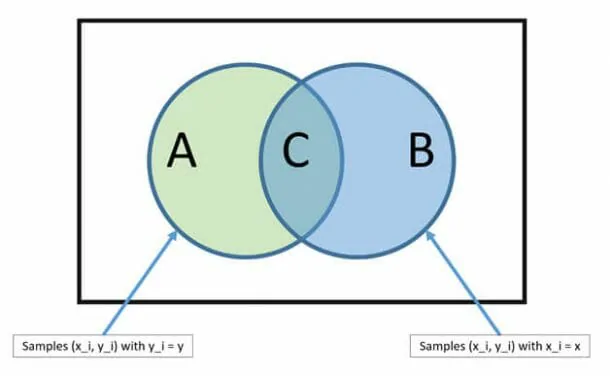 A
C
B
Samples (x_i, y_i) with y_i = y
Samples (x_i, y_i) with x_i = x